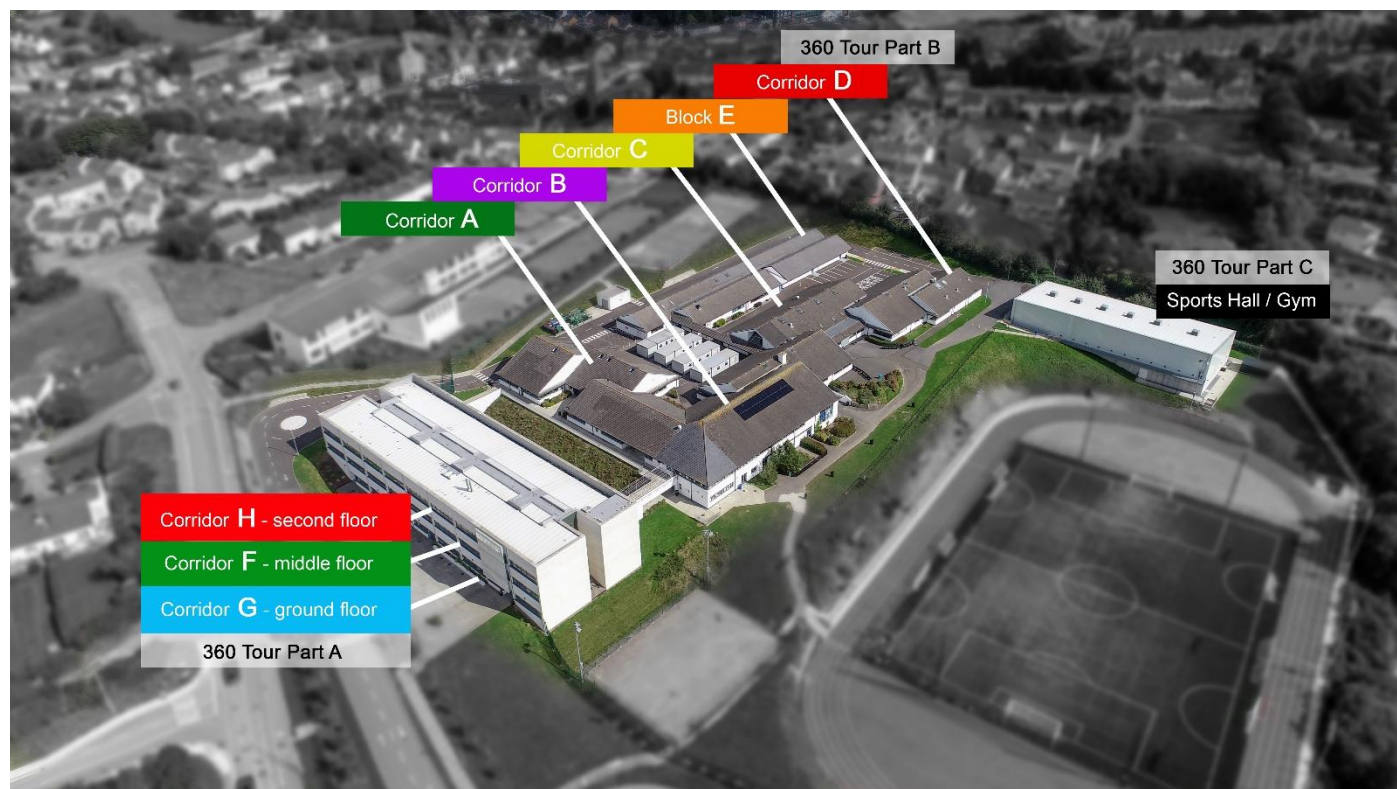 360 Tour Part B
Corridor D
Block E
Corridor C
Corridor B
Corridor A
360 Tour Part C
Sports Hall / Gym
Corridor H - second floor
Corridor F - middle floor
Corridor G - ground floor
360 Tour Part A